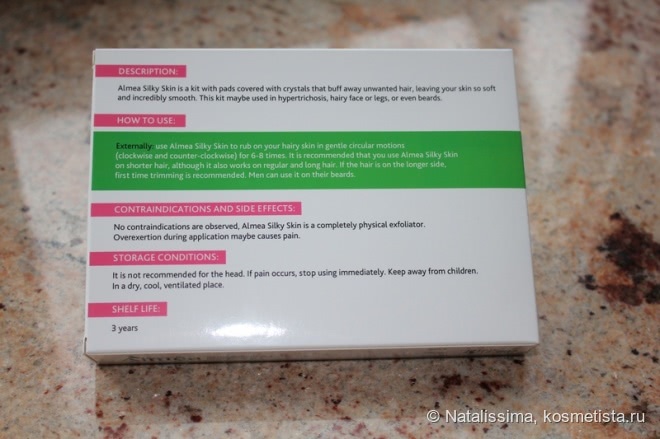 DESCRIPTION:
Almea Silky Skin is a kit with pads covered with crystals that buff away unwanted hair, leaving your skin so soft
and incredibly smooth. This kit maybe used in hypertrichosis, hairy face or legs, or even beards.
HOW TO USE:
Externally: use Almea Silky Skin to rub on your hairy skin in gentle circular motions
(clockwise and counter-clockwise) for 6-8 times. It is recommended that you use Almea Silky Skin
on shorter hair, although it also works on regular and long hair. If the hair is on the longer side,
first time trimming is recommended. Men can use it on their beards.
CONTRAINDICATIONS AND SIDE EFFECTS:
No contraindications are observed, Almea Silky Skin is a completely physical exfoliator.
Overexertion during application maybe causes pain.
STORAGE CONDITIONS:
It is not recommended for the head. If pain occurs, stop using immediately. Keep away from children.
In a dry, cool, ventilated place.
SHELF LIFE:
3 years
© Natalissima, kosmetista.ru